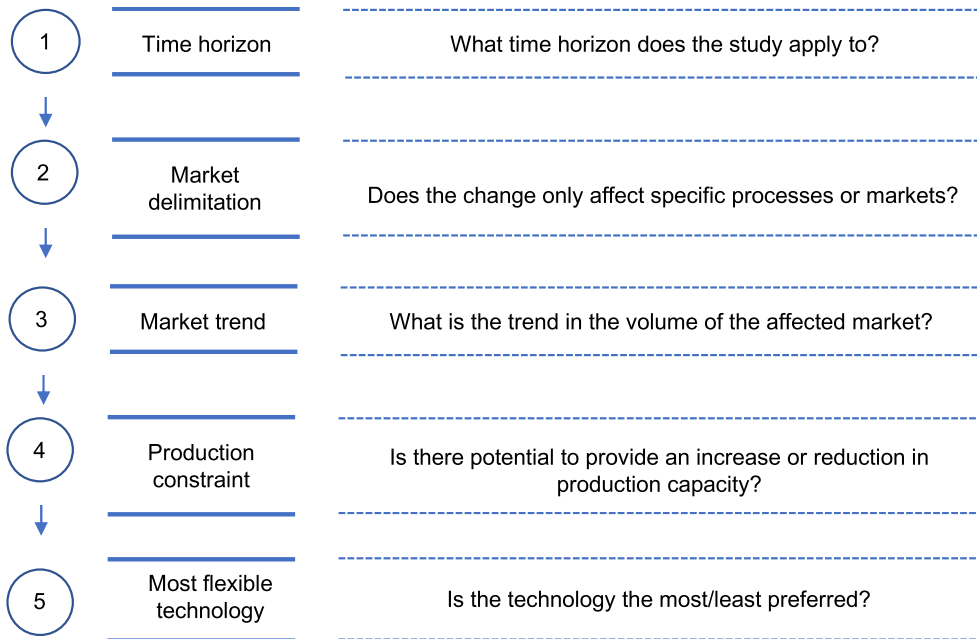 1
Time horizon
What time horizon does the study apply to?
2
Market
delimitation
Does the change only affect specific processes or markets?
3
Market trend
What is the trend in the volume of the affected market?
4
Production
constraint
Is there potential to provide an increase or reduction in
production capacity?
5
Most flexible
technology
Is the technology the most/least preferred?